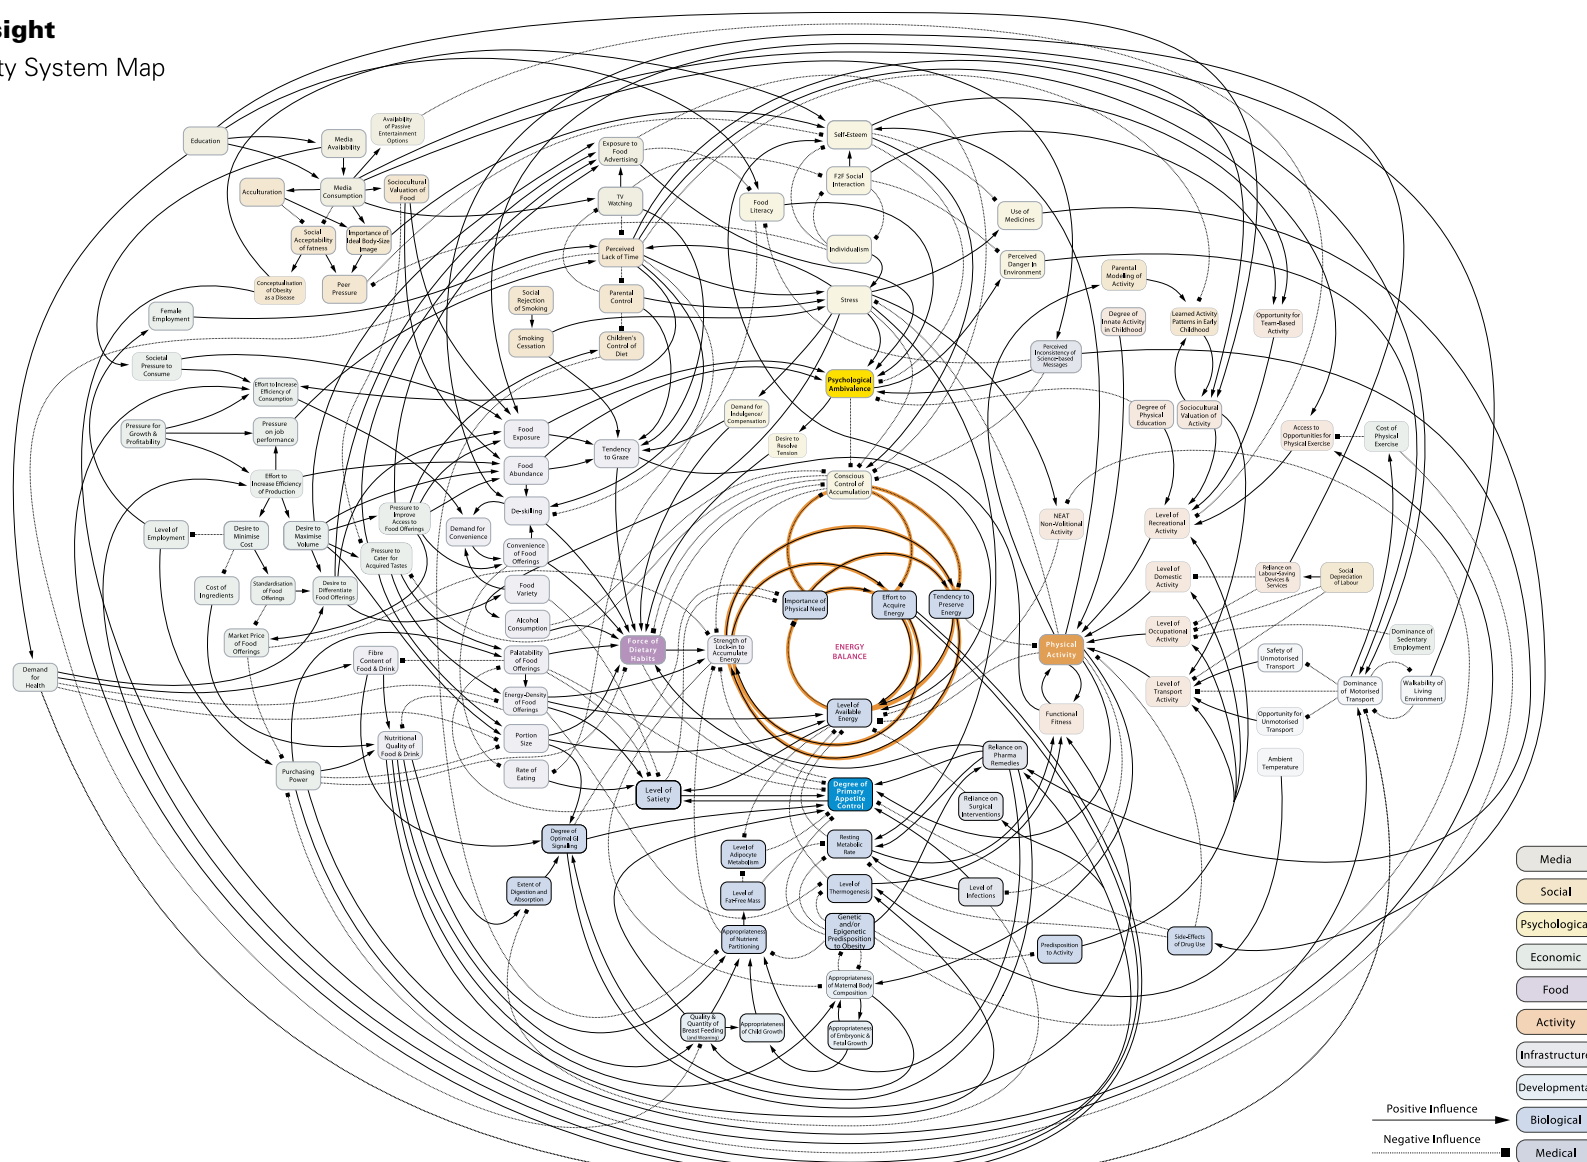 sight
ty System Map
Education
Media
Availability
Availability
of Passive
Entertainment
Options
Acculturation
Media
Consumption
Sociocultural
Valuation of
Food
Social
Acceptability
of fatness
Importance of
Ideal Body-Size
Image
Conceptualisation
of Obesity
as a Disease
Peer
Pressure
Exposure to
Food
Advertising
TV
Watching
Perceived
Lack of Time
Parental
Control
Children's
Control of
Diet
Social
Rejection
of Smoking
Smoking
Cessation
Self-Esteem
F2F Social
Interaction
Food
Literacy
Individualism
Stress
Use of
Medicines
Perceived
Danger in
Environment
Psychological
Ambivalence
Demand for
Indulgence/
Compensation
Desire to
Resolve
Tension
Conscious
Control of
Accumulation
Parental
Modelling of
Activity
Degree of
Innate Activity
in Childhood
Learned Activity
Patterns in Early
Childhood
Opportunity for
Team-Based
Activity
Perceived
Inconsistency of
Science-based
Messages
Degree of
Physical
Education
Sociocultural
Valuation of
Activity
Access to
Opportunities for
Physical Exercise
Cost of
Physical
Exercise
Female
Employment
Societal
Pressure to
Consume
Effort to Increase
Efficiency of
Consumption
Pressure for
Growth &
Profitability
Pressure
on job
performance
Effort to
Increase Efficiency
of Production
Level of
Employment
Desire to
Minimise
Cost
Desire to
Maximise
Volume
Pressure to
Improve
Access to
Food Offerings
Pressure to
Cater for
Acquired Tastes
Cost of
Ingredients
Standardisation
of Food
Offerings
Desire to
Differentiate
Food Offerings
Market Price
of Food
Offerings
Demand
for
Health
Purchasing
Power
Fibre
Content of
Food & Drink
Nutritional
Quality of
Food & Drink
Food
Exposure
Food
Abundance
Tendency
to Graze
De-skilling
Demand for
Convenience
Convenience
of Food
Offerings
Food
Variety
Alcohol
Consumption
Palatability
of Food
Offerings
Energy-Density
of Food
Offerings
Portion
Size
Rate of
Eating
Force of
Dietary
Habits
Strength of
Lock-in to
Accumulate
Energy
Importance of
Physical Need
Effort to
Acquire
Energy
Tendency to
Preserve
Energy
ENERGY
BALANCE
Level of
Available
Energy
NEAT
Non-Volitional
Activity
Level of
Recreational
Activity
Level of
Domestic
Activity
Reliance on
Labour-Saving
Devices &
Services
Social
Depreciation
of Labour
Level of
Occupational
Activity
Dominance of
Sedentary
Employment
Physical
Activity
Level of
Transport
Activity
Safety of
Unmotorised
Transport
Dominance
of Motorised
Transport
Walkability of
Living
Environment
Opportunity for
Unmotorised
Transport
Ambient
Temperature
Functional
Fitness
Reliance on
Pharma
Remedies
Reliance on
Surgical
Interventions
Level of
Satiety
Degree of
Primary
Appetite
Control
Degree of
Optimal GI
Signalling
Extent of
Digestion and
Absorption
Level of
Adipocyte
Metabolism
Level of
Fat-Free Mass
Appropriateness
of Nutrient
Partitioning
Resting
Metabolic
Rate
Level of
Thermogenesis
Level of
Infections
Genetic
and/or
Epigenetic
Predisposition
to Obesity
Predisposition
to Activity
Side-Effects
of Drug Use
Appropriateness
of Maternal Body
Composition
Quality &
Quantity of
Breast Feeding
(and Weaning)
Appropriateness
of Child Growth
Appropriateness
of Embryonic &
Fetal Growth
Media
Social
Psychological
Economic
Food
Activity
Infrastructure
Developmenta
Biological
Medical
Positive Influence
Negative Influence